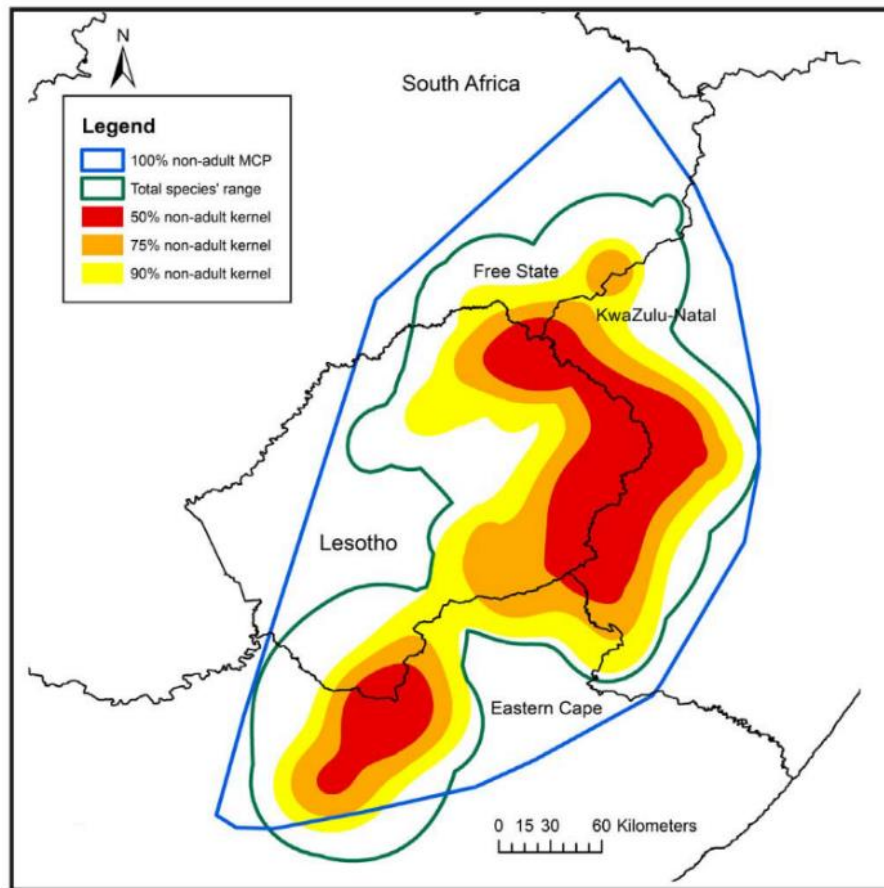 N
South Africa
Legend
100% non-adult MCP
Total species' range
50% non-adult kernel
75% non-adult kernel
90% non-adult kernel
Free State
KwaZulu-Natal
Lesotho
Eastern Cape
0 15 30 60 Kilometers